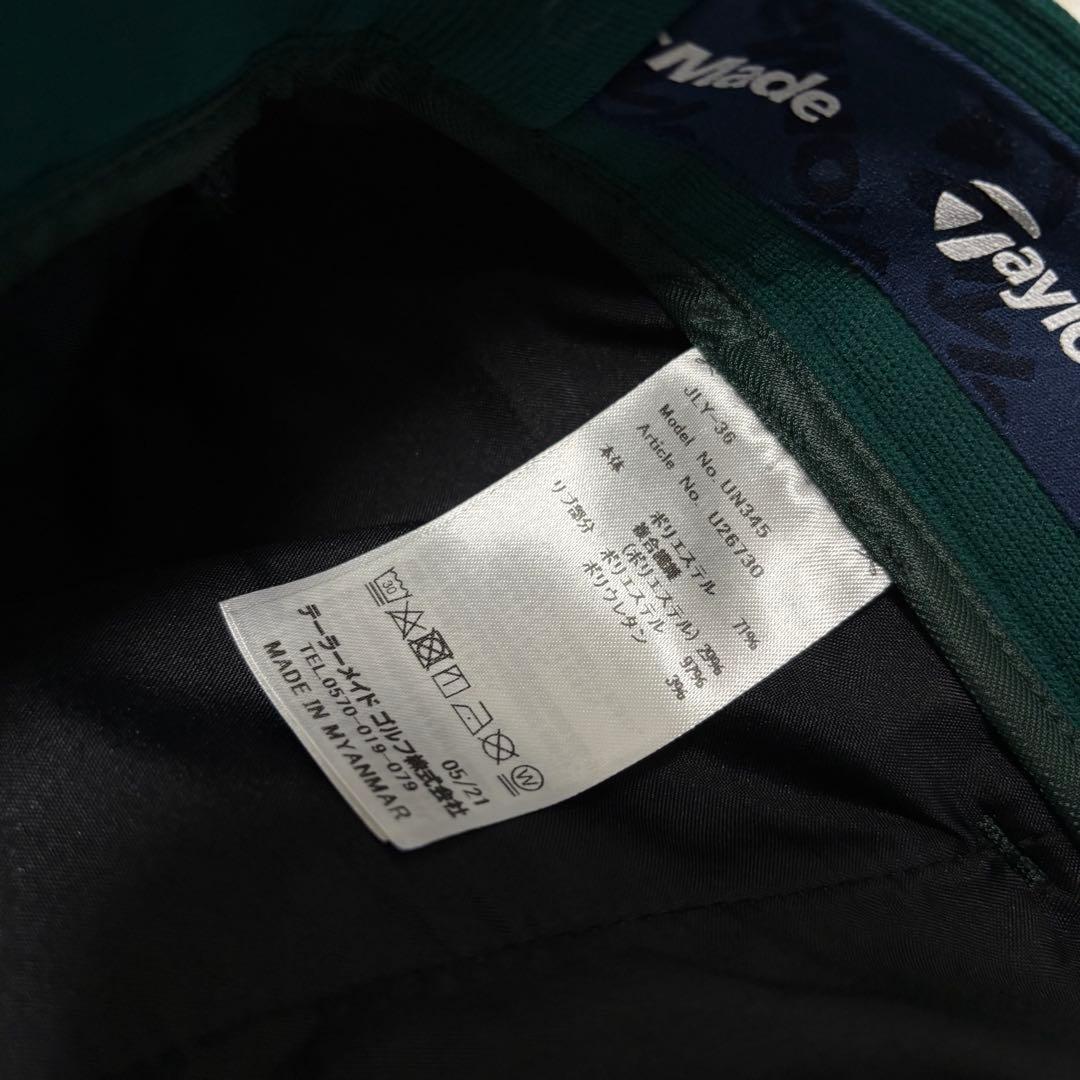 rMade
Taylo
JLY-36
Model No. UN345
Article No. U26730
本体 ポリエステル 71%
複合繊維
(ポリエステル) 29%
リブ部分 ポリエステル 97%
ポリウレタン 3%
30
W
05/21
テーラーメイド ゴルフ株式会社
TEL.0570-019-079
MADE IN MYANMAR